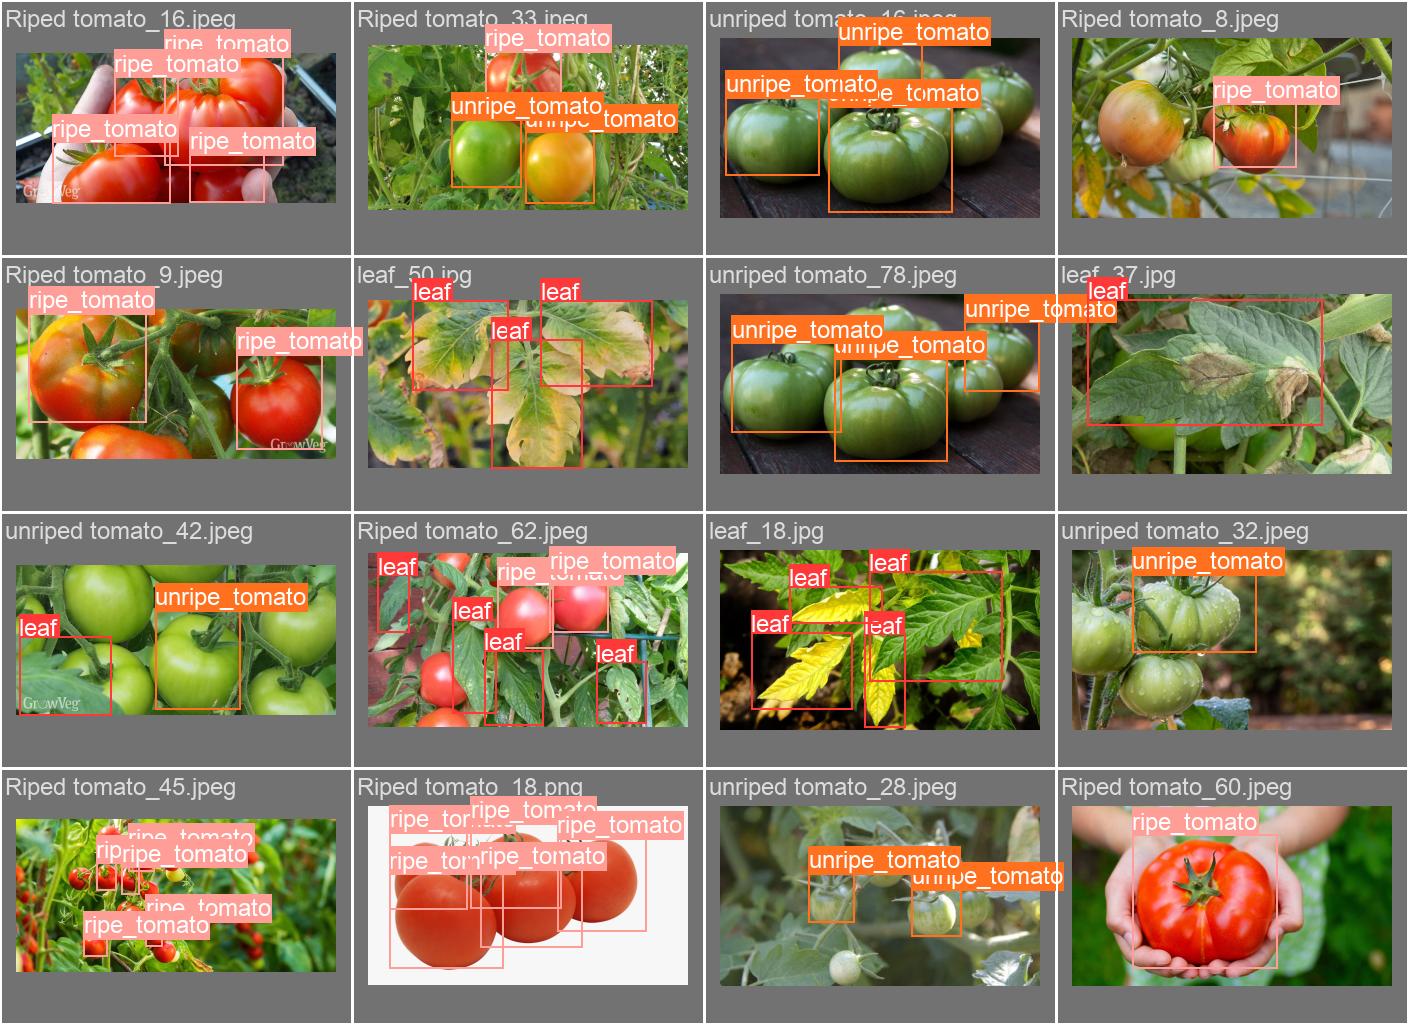 Riped tomato_16.jpeg
ripe_tomato
ripe_tomato
ripe_tomato
ripe_tomato
GrowVeg
Riped tomato_33.jpeg
ripe_tomato
unripe_tomato
unripe_tomato
unriped tomato_16.jpeg
unripe_tomato
unripe_tomato
unripe_tomato
Riped tomato_8.jpeg
ripe_tomato
Riped tomato_9.jpeg
ripe_tomato
ripe_tomato
GrowVeg
leaf_50.jpg
leaf
leaf
leaf
unriped tomato_78.jpeg
unripe_tomato
unripe_tomato
unripe_tomato
leaf_37.jpg
leaf
unriped tomato_42.jpeg
unripe_tomato
leaf
GrowVeg
Riped tomato_62.jpeg
ripe_tomato
leaf
ripe_tomato
leaf
leaf
leaf
leaf_18.jpg
leaf
leaf
leaf
leaf
unriped tomato_32.jpeg
unripe_tomato
Riped tomato_45.jpeg
ripe_tomato
rip
ripe_tomato
ripe_tomato
ripe_tomato
Riped tomato_18.png
ripe_tomato
ripe_tomato
ripe_tomato
ripe_tomato
ripe_tomato
unriped tomato_28.jpeg
unripe_tomato
unripe_tomato
Riped tomato_60.jpeg
ripe_tomato